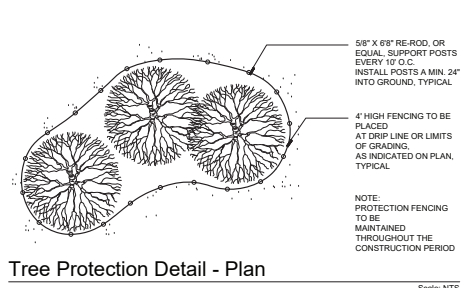 5/8" X 6'8" RE-ROD, OR
EQUAL, SUPPORT POSTS
EVERY 10' O.C.
INSTALL POSTS A MIN. 24"
INTO GROUND, TYPICAL
4' HIGH FENCING TO BE
PLACED
AT DRIP LINE OR LIMITS
OF GRADING,
AS INDICATED ON PLAN,
TYPICAL
NOTE:
PROTECTION FENCING
TO BE
MAINTAINED
THROUGHOUT THE
CONSTRUCTION PERIOD
Tree Protection Detail - Plan
Scale: NTS